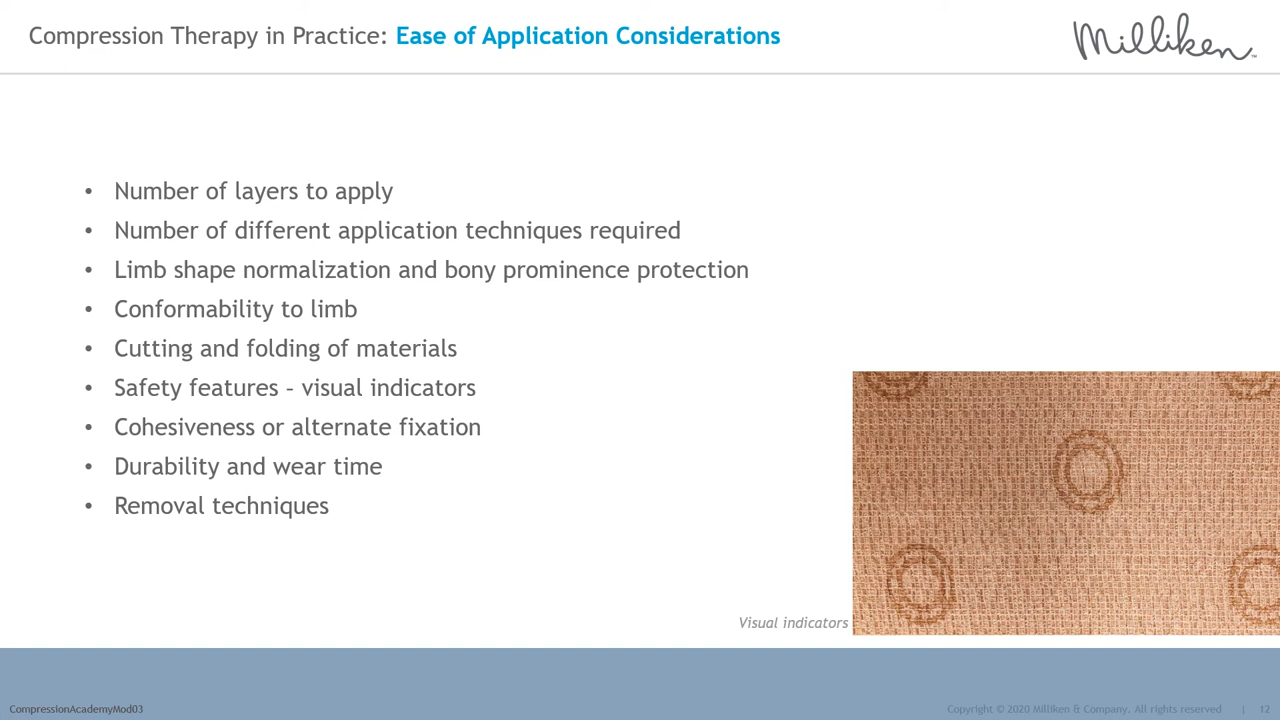 Compression Therapy in Practice: Ease of Application Considerations
Milliken™
• Number of layers to apply
• Number of different application techniques required
• Limb shape normalization and bony prominence protection
• Conformability to limb
• Cutting and folding of materials
• Safety features – visual indicators
• Cohesiveness or alternate fixation
• Durability and wear time
• Removal techniques
Visual indicators
CompressionAcademyMod03
Copyright © 2020 Milliken & Company. All rights reserved | 12